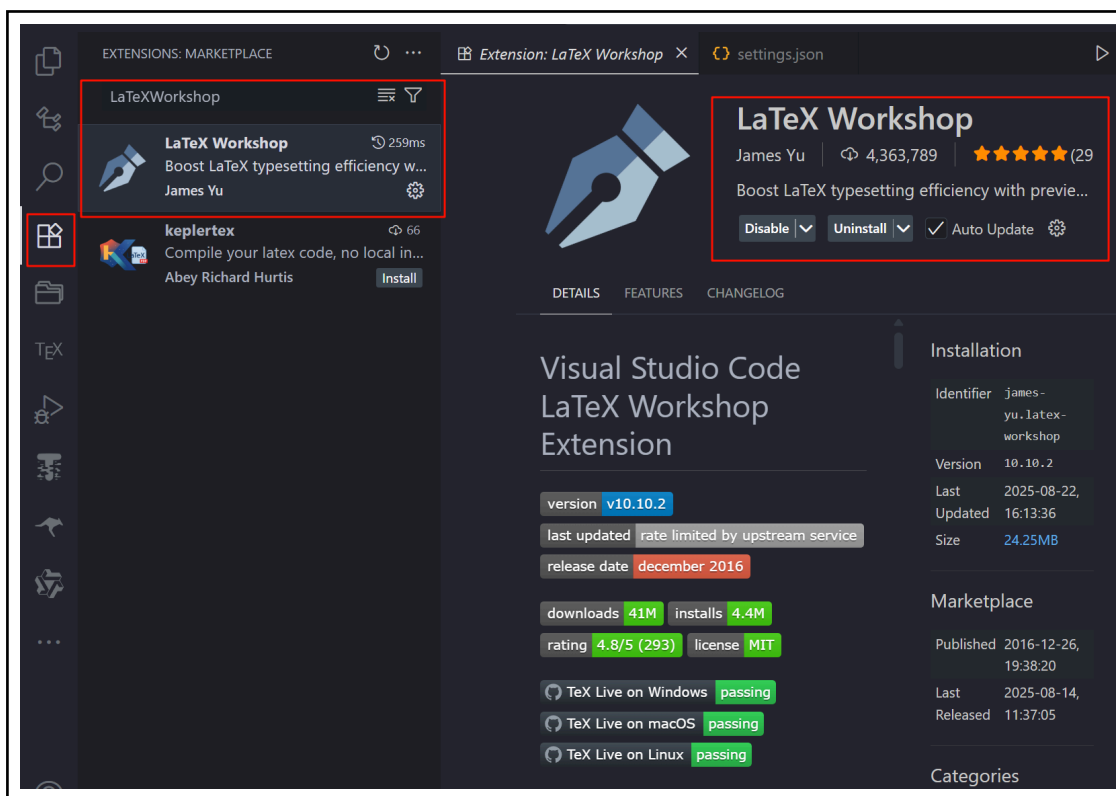 EXTENSIONS: MARKETPLACE
LaTeXWorkshop
LaTeX Workshop 259ms
Boost LaTeX typesetting efficiency w...
James Yu
keplertex 66
Compile your latex code, no local in...
Abey Richard Hurtis Install
TEX
Extension: LaTeX Workshop
{} settings.json
LaTeX Workshop
James Yu 4,363,789 (29
Boost LaTeX typesetting efficiency with previe...
Disable Uninstall Auto Update
DETAILS FEATURES CHANGELOG
Visual Studio Code
LaTeX Workshop
Extension
version v10.10.2
last updated rate limited by upstream service
release date december 2016
downloads 41M installs 4.4M
rating 4.8/5 (293) license MIT
TeX Live on Windows passing
TeX Live on macOS passing
TeX Live on Linux passing
Installation
Identifier james-
yu.latex-
workshop
Version 10.10.2
Last 2025-08-22,
Updated 16:13:36
Size 24.25MB
Marketplace
Published 2016-12-26,
19:38:20
Last 2025-08-14,
Released 11:37:05
Categories